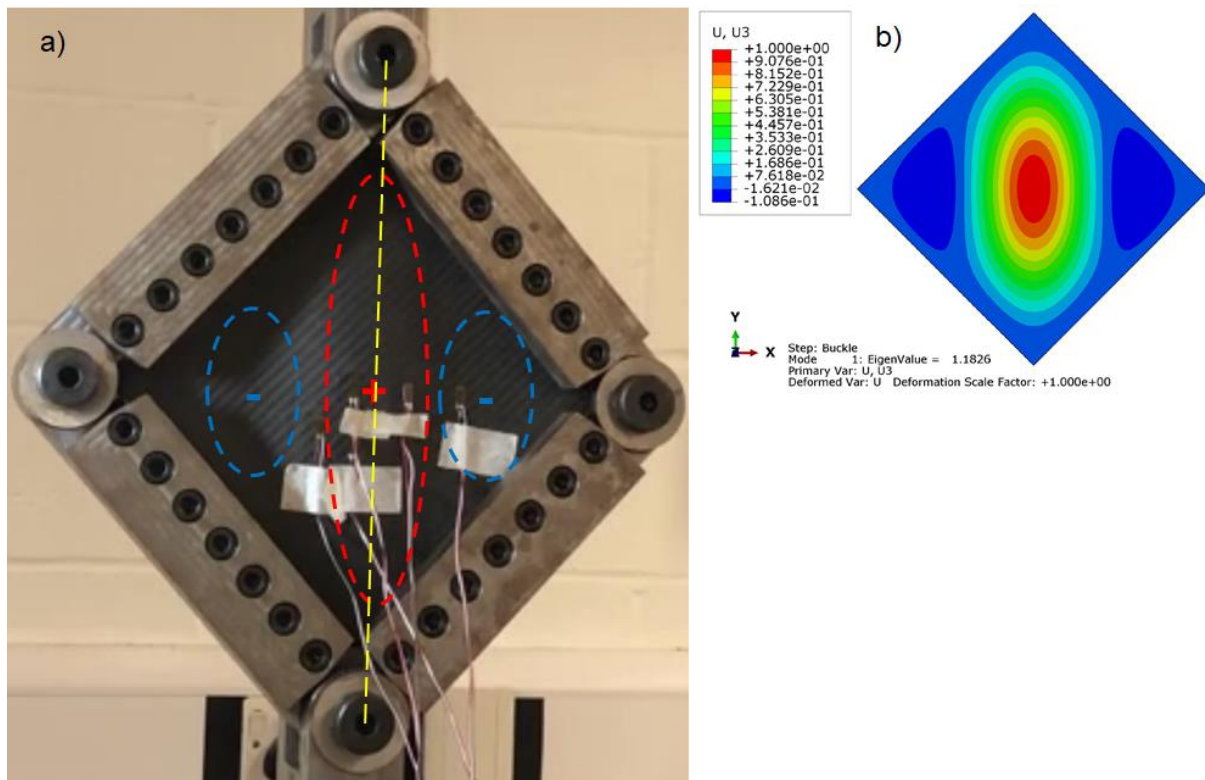 a)
+
-
-
U, U3
+1.000e+00
+9.076e-01
+8.152e-01
+7.229e-01
+6.305e-01
+5.381e-01
+4.457e-01
+3.533e-01
+2.609e-01
+1.686e-01
+7.618e-02
-1.621e-02
-1.086e-01
b)
Y
Z X
Step: Buckle
Mode 1: EigenValue = 1.1826
Primary Var: U, U3
Deformed Var: U Deformation Scale Factor: +1.000e+00